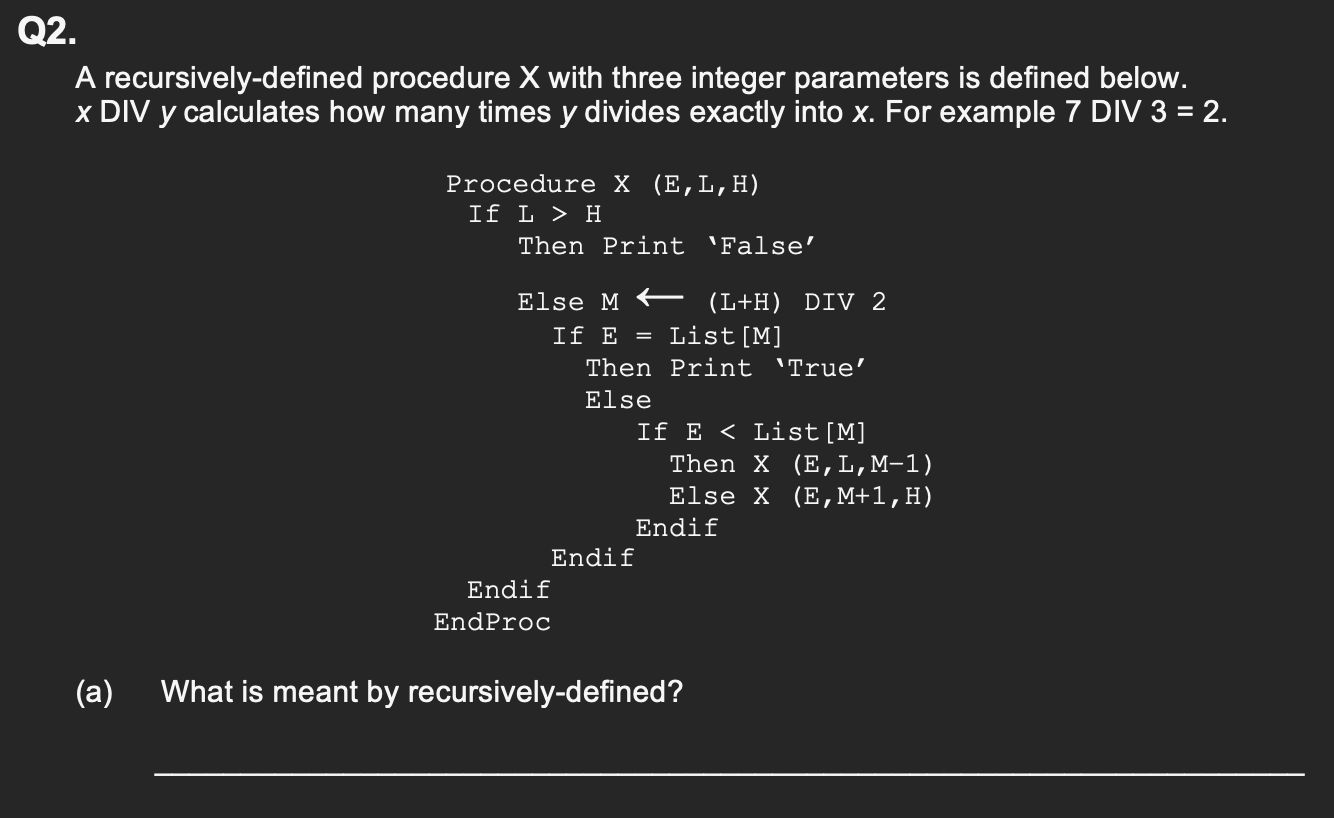 Q2.
A recursively-defined procedure X with three integer parameters is defined below.
x DIV y calculates how many times y divides exactly into x. For example 7 DIV 3 = 2.
Procedure X (E,L,H)
If L > H
Then Print ‘False’
Else M ← (L+H) DIV 2
If E = List[M]
Then Print ‘True’
Else
If E < List[M]
Then X (E,L,M−1)
Else X (E,M+1,H)
Endif
Endif
Endif
EndProc
(a) What is meant by recursively-defined?